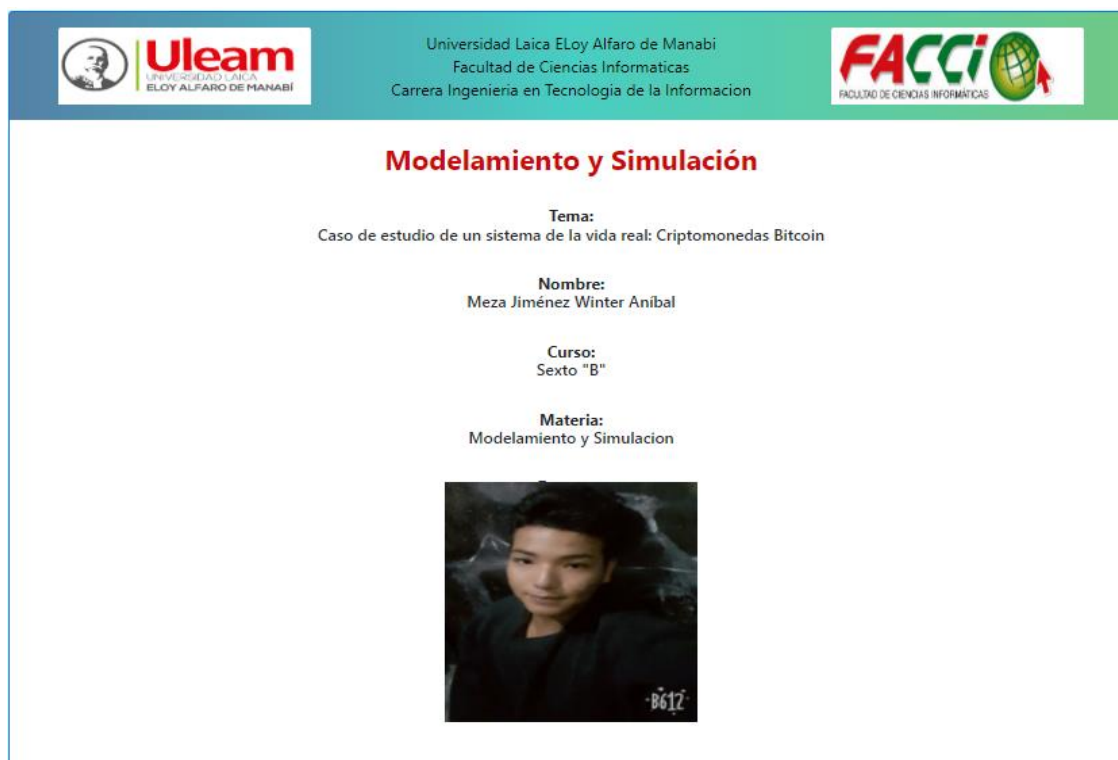 Uleam
UNIVERSIDAD LAICA
ELOY ALFARO DE MANABÍ
Universidad Laica ELoy Alfaro de Manabi
Facultad de Ciencias Informaticas
Carrera Ingenieria en Tecnologia de la Informacion
FACCi
FACULTAD DE CIENCIAS INFORMÁTICAS
Modelamiento y Simulación
Tema:
Caso de estudio de un sistema de la vida real: Criptomonedas Bitcoin
Nombre:
Meza Jiménez Winter Aníbal
Curso:
Sexto "B"
Materia:
Modelamiento y Simulacion
B612